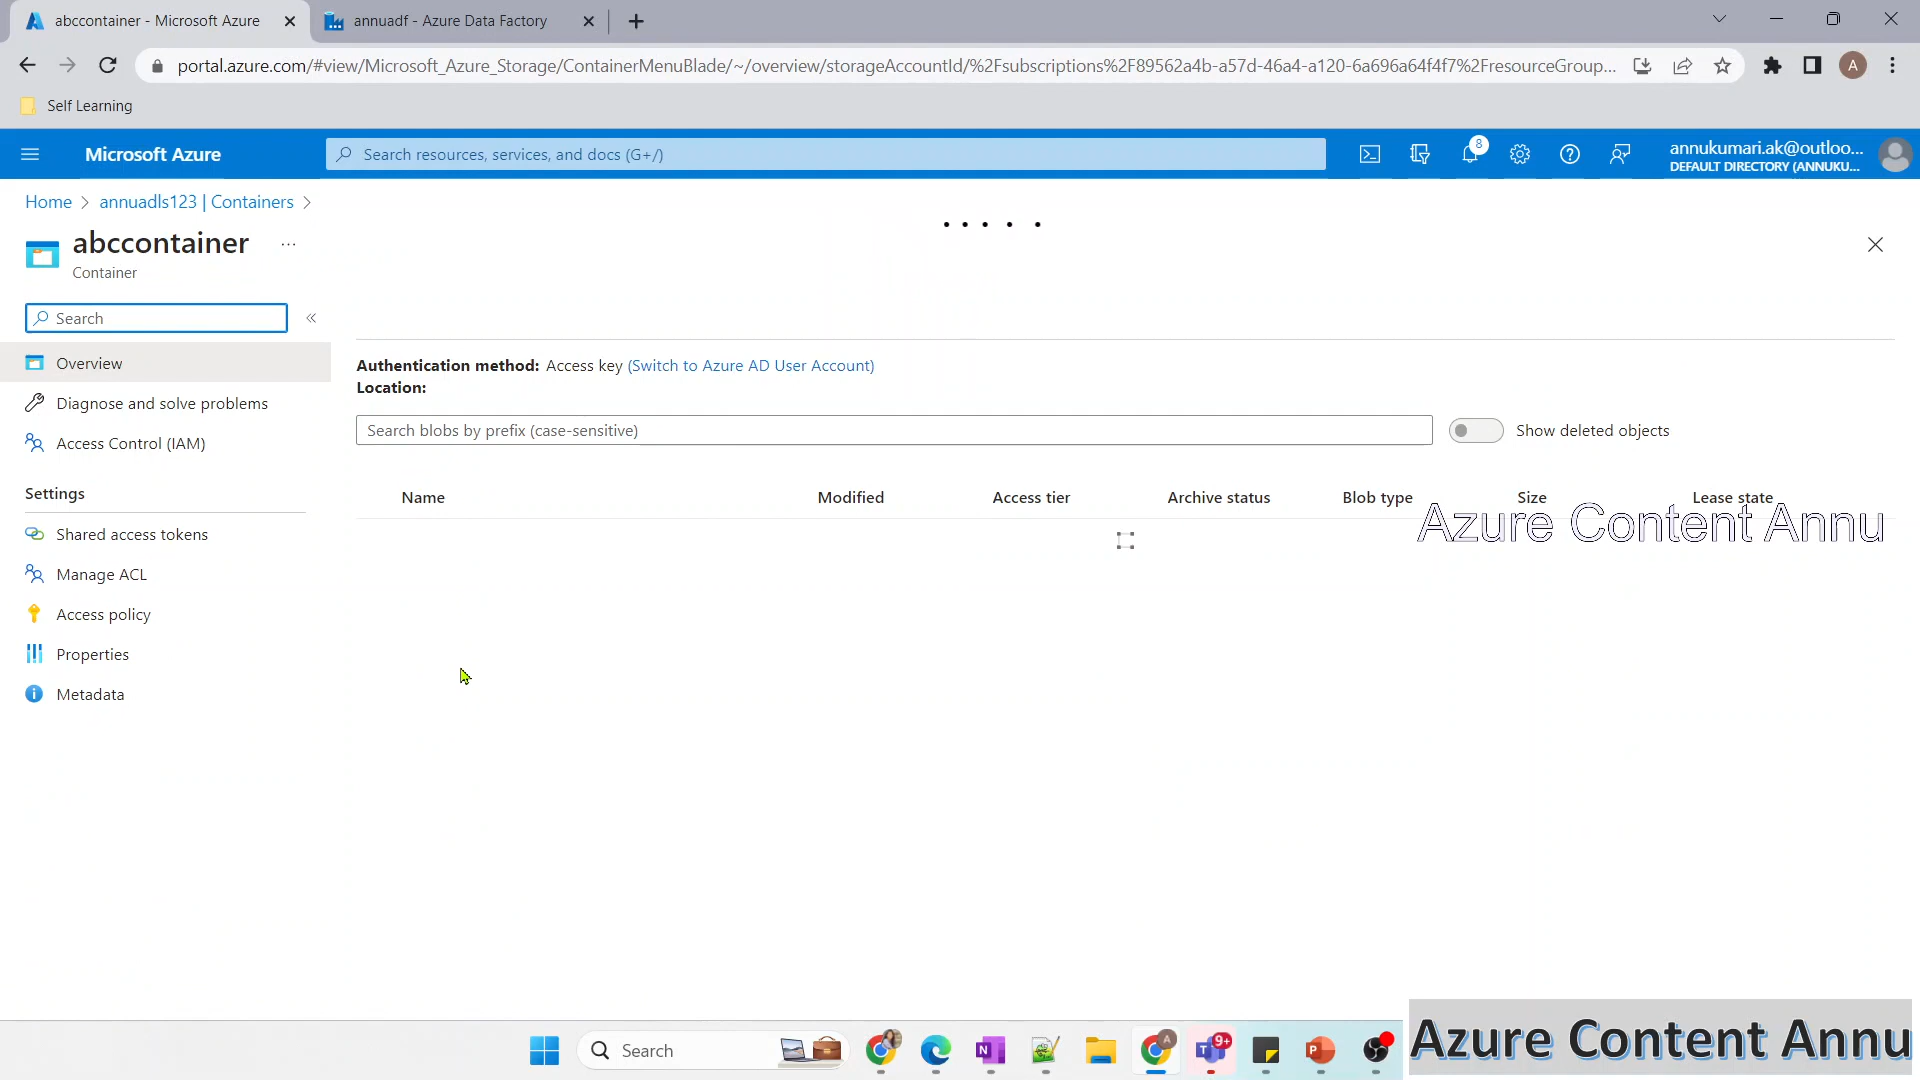 abccontainer - Microsoft Azure
annuadf - Azure Data Factory
portal.azure.com/#view/Microsoft_Azure_Storage/ContainerMenuBlade/~/overview/storageAccountId/%2Fsubscriptions%2F89562a4b-a57d-46a4-a120-6a696a64f4f7%2FresourceGroup...
A
Self Learning
Microsoft Azure
Search resources, services, and docs (G+/)
8
annukumari.ak@outloo...
DEFAULT DIRECTORY (ANNUKU...
Home > annuadls123 | Containers >
abccontainer ...
Container
Search
«
Overview
Diagnose and solve problems
Access Control (IAM)
Settings
Shared access tokens
Manage ACL
Access policy
Properties
Metadata
Authentication method: Access key (Switch to Azure AD User Account)
Location:
Search blobs by prefix (case-sensitive)
Show deleted objects
Name Modified Access tier Archive status Blob type Size Lease state
Azure Content Annu
Search
A
9+
Azure Content Annu